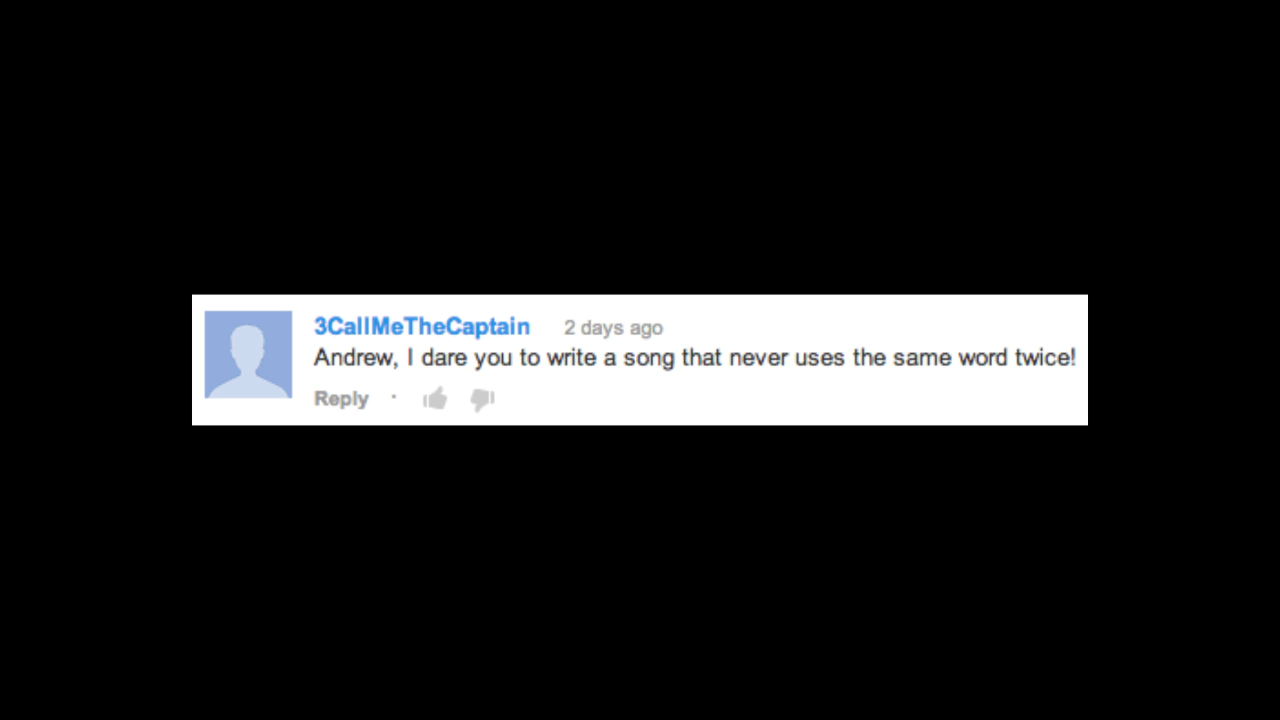 3CallMeTheCaptain 2 days ago
Andrew, I dare you to write a song that never uses the same word twice!
Reply ·